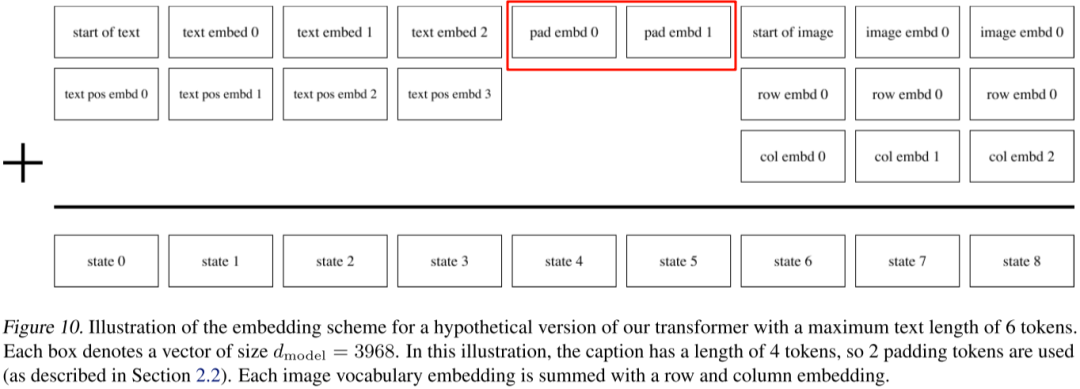 start of text text embed 0 text embed 1 text embed 2 pad embd 0 pad embd 1 start of image image embd 0 image embd 0
text pos embd 0 text pos embd 1 text pos embd 2 text pos embd 3 row embd 0 row embd 0 row embd 0
+
col embd 0 col embd 1 col embd 2
state 0 state 1 state 2 state 3 state 4 state 5 state 6 state 7 state 8
Figure 10. Illustration of the embedding scheme for a hypothetical version of our transformer with a maximum text length of 6 tokens.
Each box denotes a vector of size d_model = 3968. In this illustration, the caption has a length of 4 tokens, so 2 padding tokens are used
(as described in Section 2.2). Each image vocabulary embedding is summed with a row and column embedding.